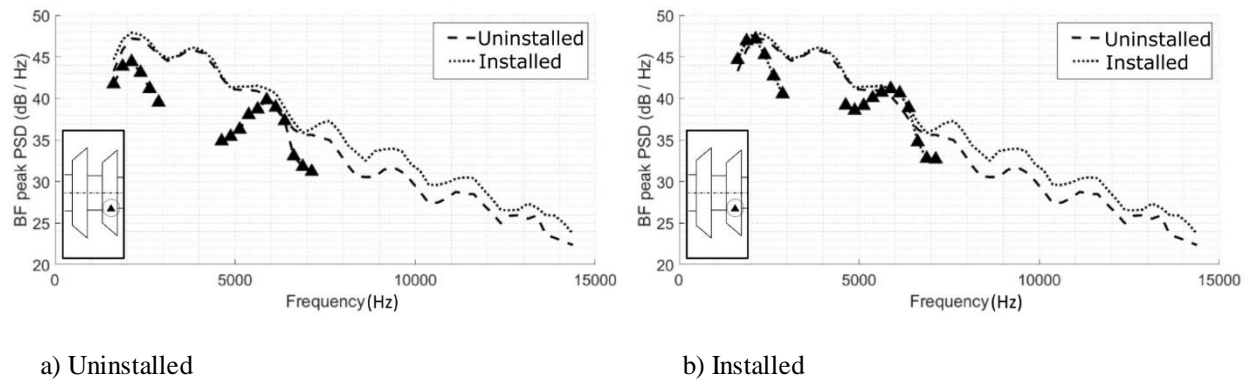 50
45
40
35
30
25
20
BF peak PSD (dB / Hz)
Uninstalled
Installed
0
5000
10000
15000
Frequency(Hz)
a) Uninstalled
50
45
40
35
30
25
20
BF peak PSD (dB / Hz)
Uninstalled
Installed
0
5000
10000
15000
Frequency(Hz)
b) Installed